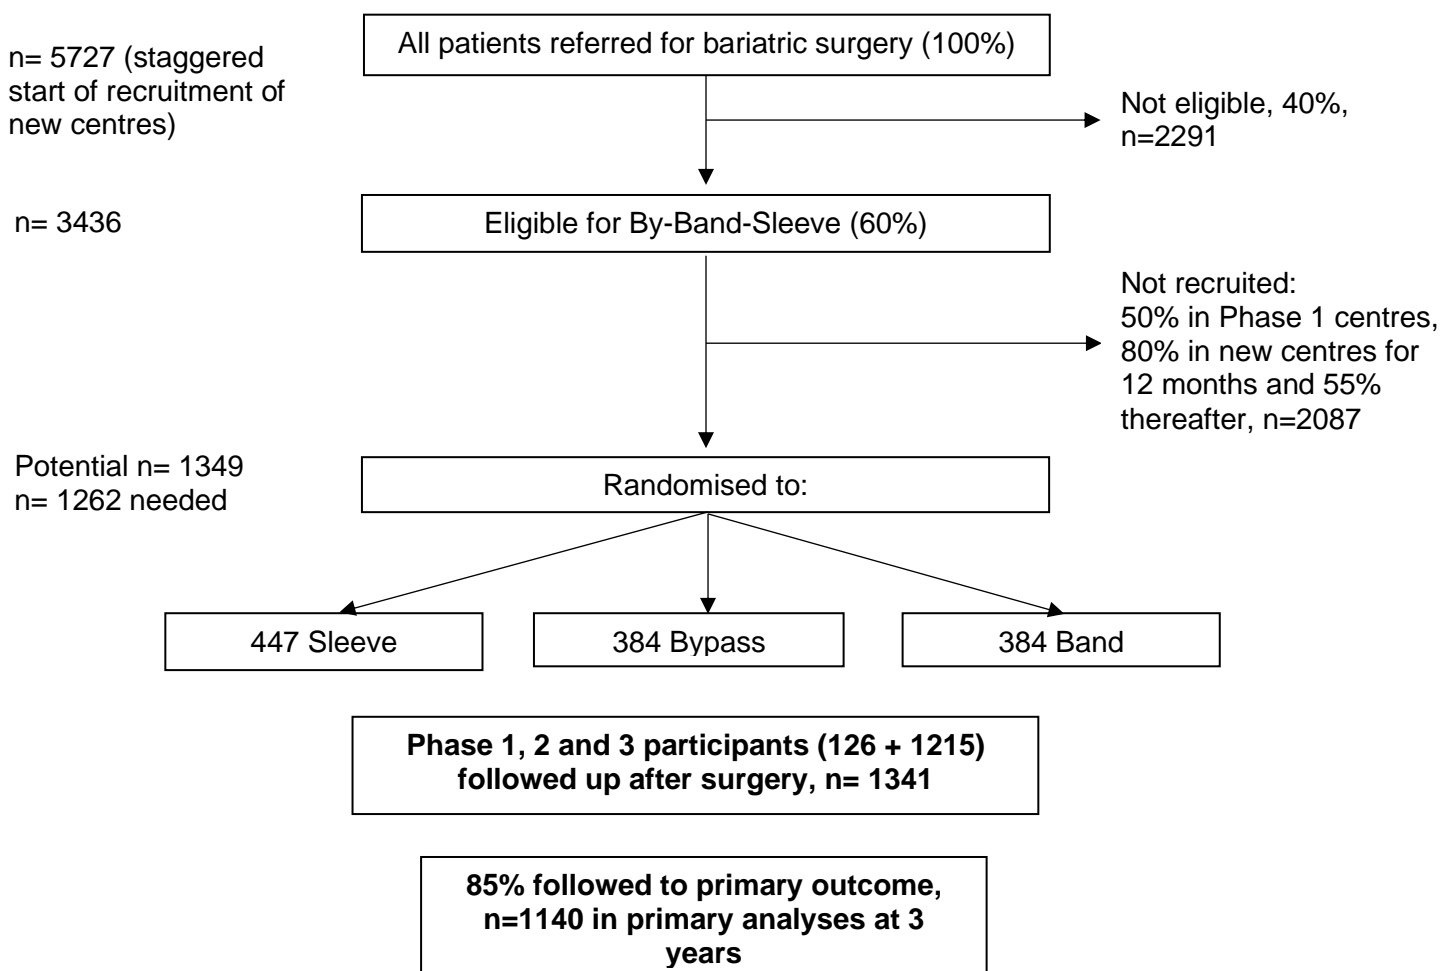 All patients referred for bariatric surgery (100%)
n= 5727 (staggered
start of recruitment of
new centres)
Not eligible, 40%,
n=2291
n= 3436
Eligible for By-Band-Sleeve (60%)
Not recruited:
50% in Phase 1 centres,
80% in new centres for
12 months and 55%
thereafter, n=2087
Potential n= 1349
n= 1262 needed
Randomised to:
447 Sleeve
384 Bypass
384 Band
Phase 1, 2 and 3 participants (126 + 1215)
followed up after surgery, n= 1341
85% followed to primary outcome,
n=1140 in primary analyses at 3
years